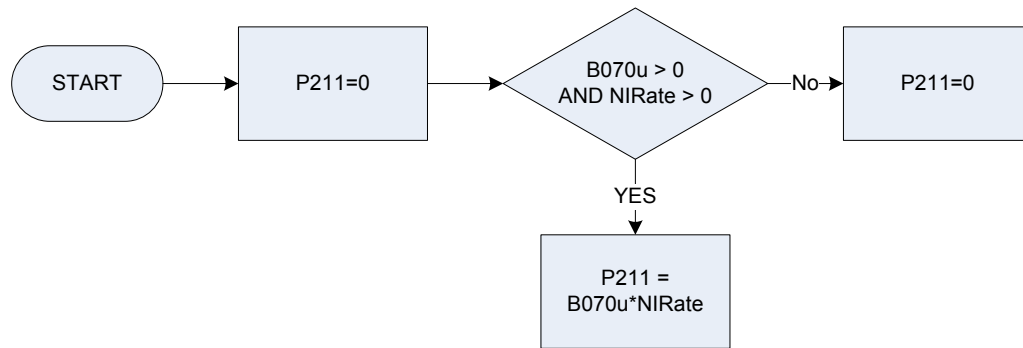 START
P211=0
B070u > 0
AND NIRate > 0
No
P211=0
YES
P211 =
B070u*NIRate